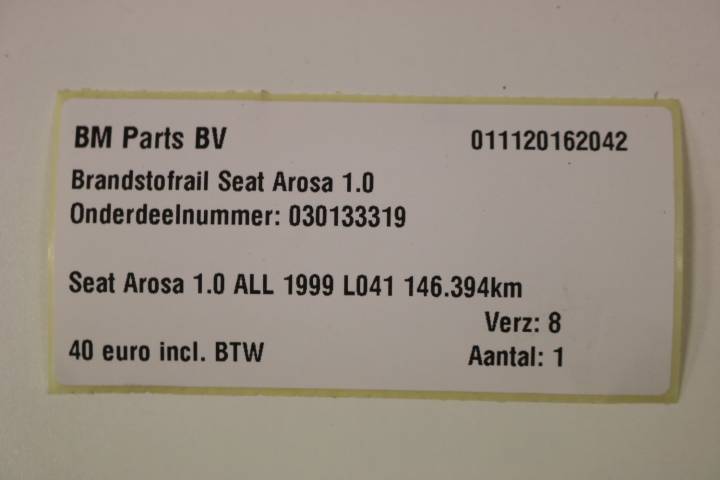 BM Parts BV 011120162042
Brandstofrail Seat Arosa 1.0
Onderdeelnummer: 030133319
Seat Arosa 1.0 ALL 1999 L041 146.394km
Verz: 8
40 euro incl. BTW Aantal: 1